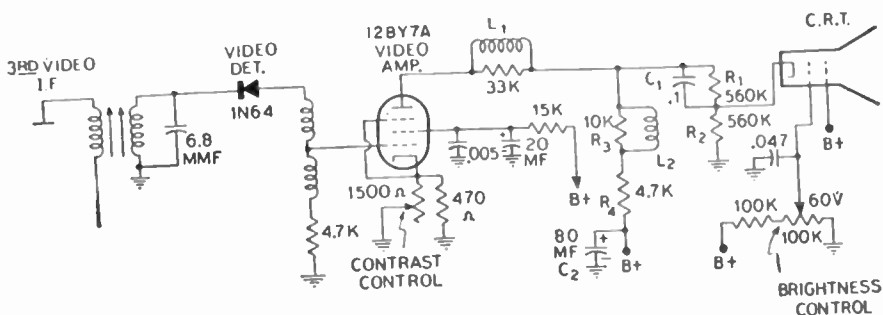 3RD VIDEO
I.F
VIDEO
DET.
1N64
6.8
MMF
4.7K
12BY7A
VIDEO
AMP.
L1
33K
15K
.005
+
20
MF
B+
1500 Ω
470
Ω
CONTRAST
CONTROL
10K
R3
L2
R4
4.7K
80
MF
C2
+
B+
C1
.1
R1
560K
R2
560K
C.R.T.
B+
.047
60V
100K
100K
B+
BRIGHTNESS
CONTROL